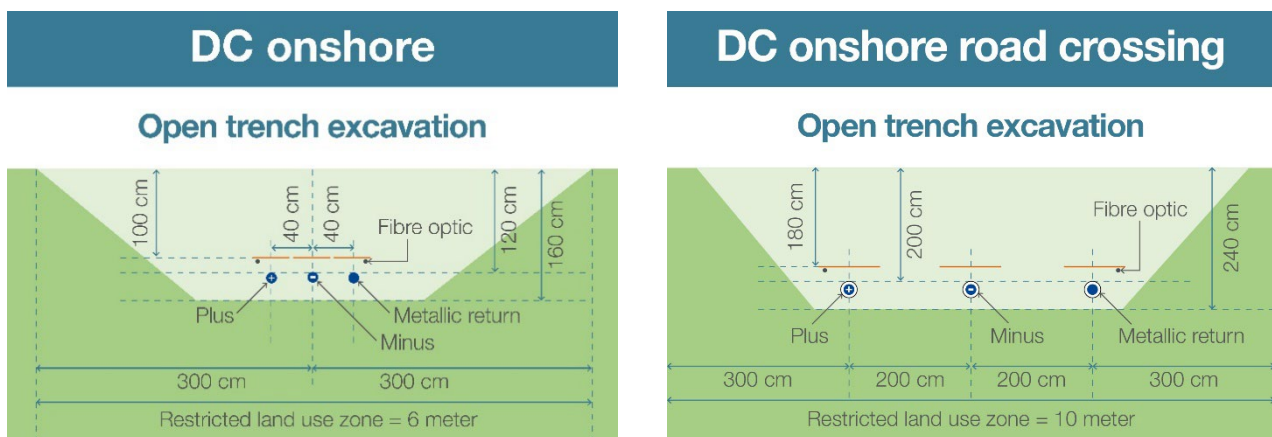 DC onshore
Open trench excavation
100 cm
40 cm
40 cm
120 cm
160 cm
Fibre optic
Plus
Metallic return
Minus
300 cm
300 cm
Restricted land use zone = 6 meter
DC onshore road crossing
Open trench excavation
180 cm
200 cm
240 cm
Fibre optic
Plus
Minus
Metallic return
300 cm
200 cm
200 cm
300 cm
Restricted land use zone = 10 meter